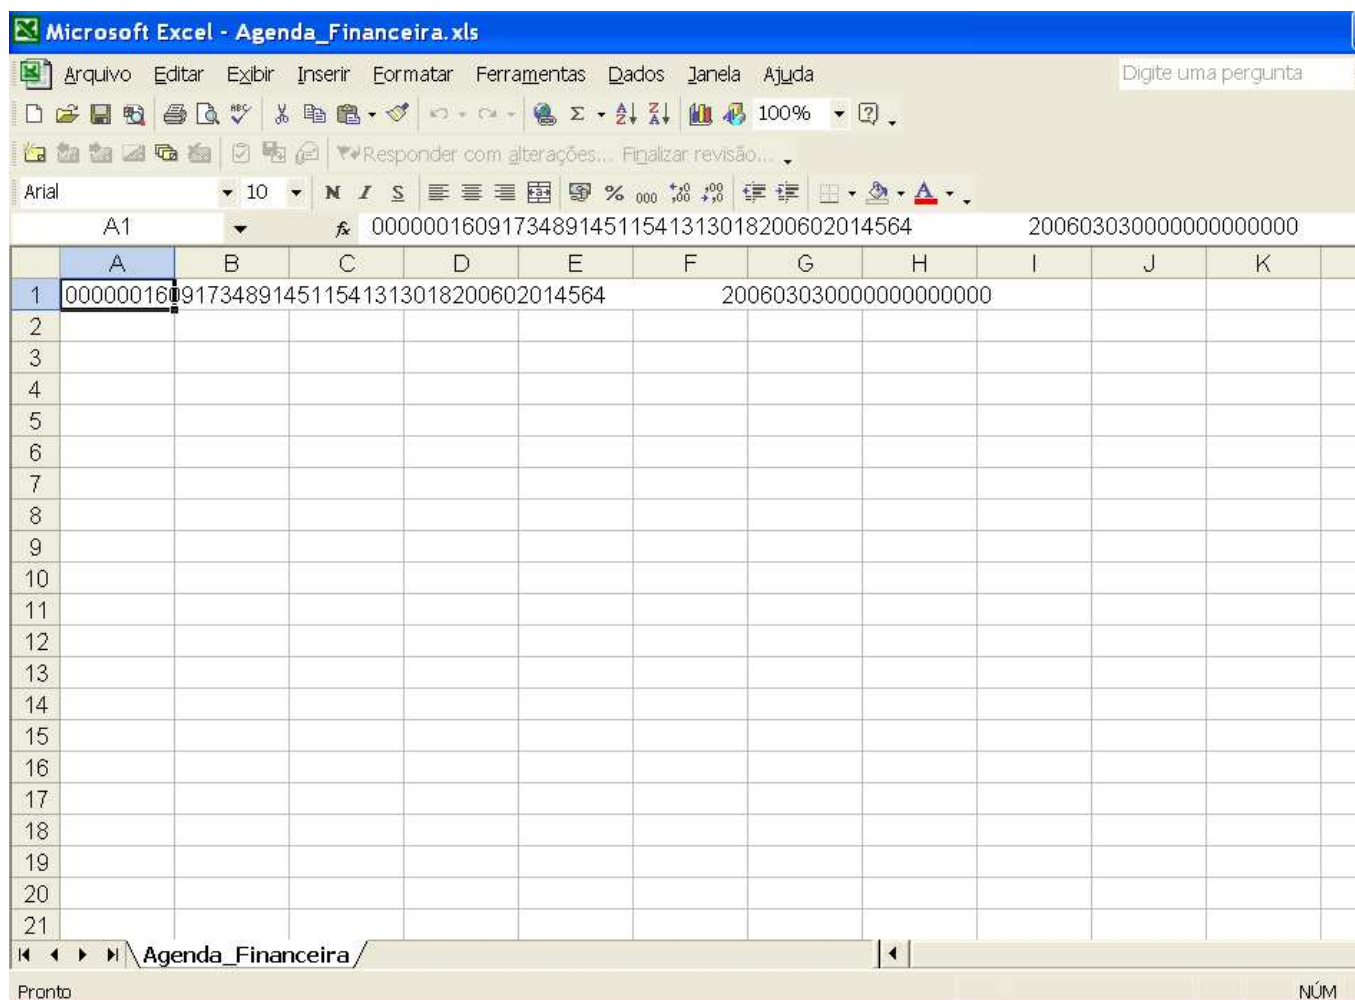 Microsoft Excel - Agenda_Financeira.xls
Arquivo Editar Exibir Inserir Formatar Ferramentas Dados Janela Ajuda Digite uma pergunta
100%
Responder com alterações... Finalizar revisão...
Arial 10 N I S % 000
A1 fx 000000160917348914511541313018200602014564 200603030000000000000
A B C D E F G H I J K
1 000000160917348914511541313018200602014564 200603030000000000000
2
3
4
5
6
7
8
9
10
11
12
13
14
15
16
17
18
19
20
21
Agenda_Financeira
Pronto NÚM